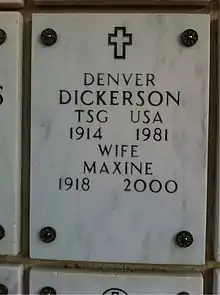 DENVER
DICKERSON
TSG USA
1914 1981
WIFE
MAXINE
1918 2000